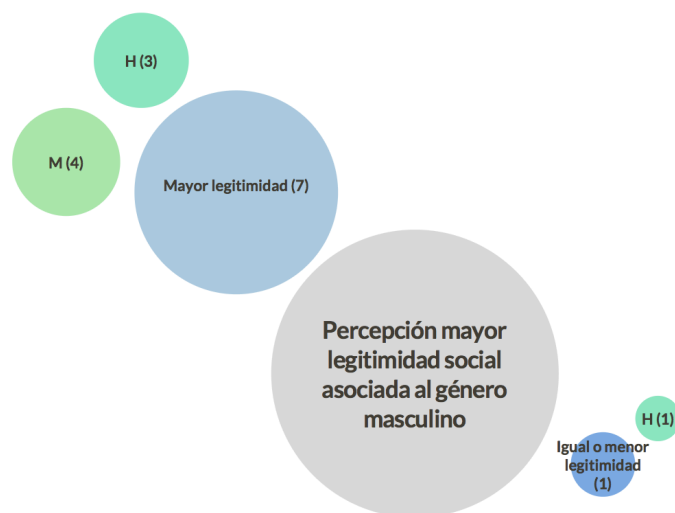 H (3)
M (4)
Mayor legitimidad (7)
Percepción mayor
legitimidad social
asociada al género
masculino
H (1)
Igual o menor
legitimidad
(1)